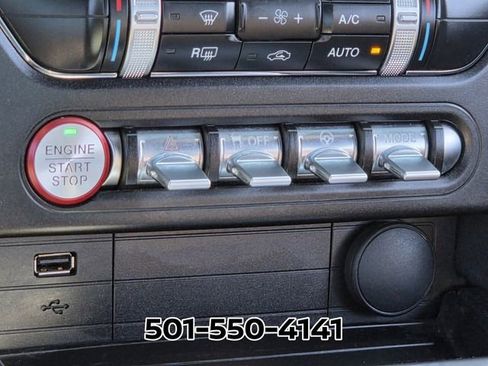 A/C
R
AUTO
ENGINE
START
STOP
OFF
MODE
501-550-4141